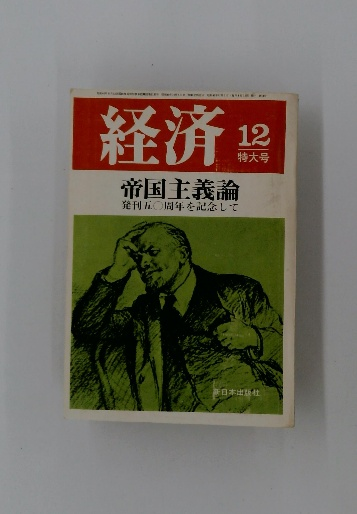 経済
12
特大号
帝国主義論
発刊五〇周年を記念して
新日本出版社